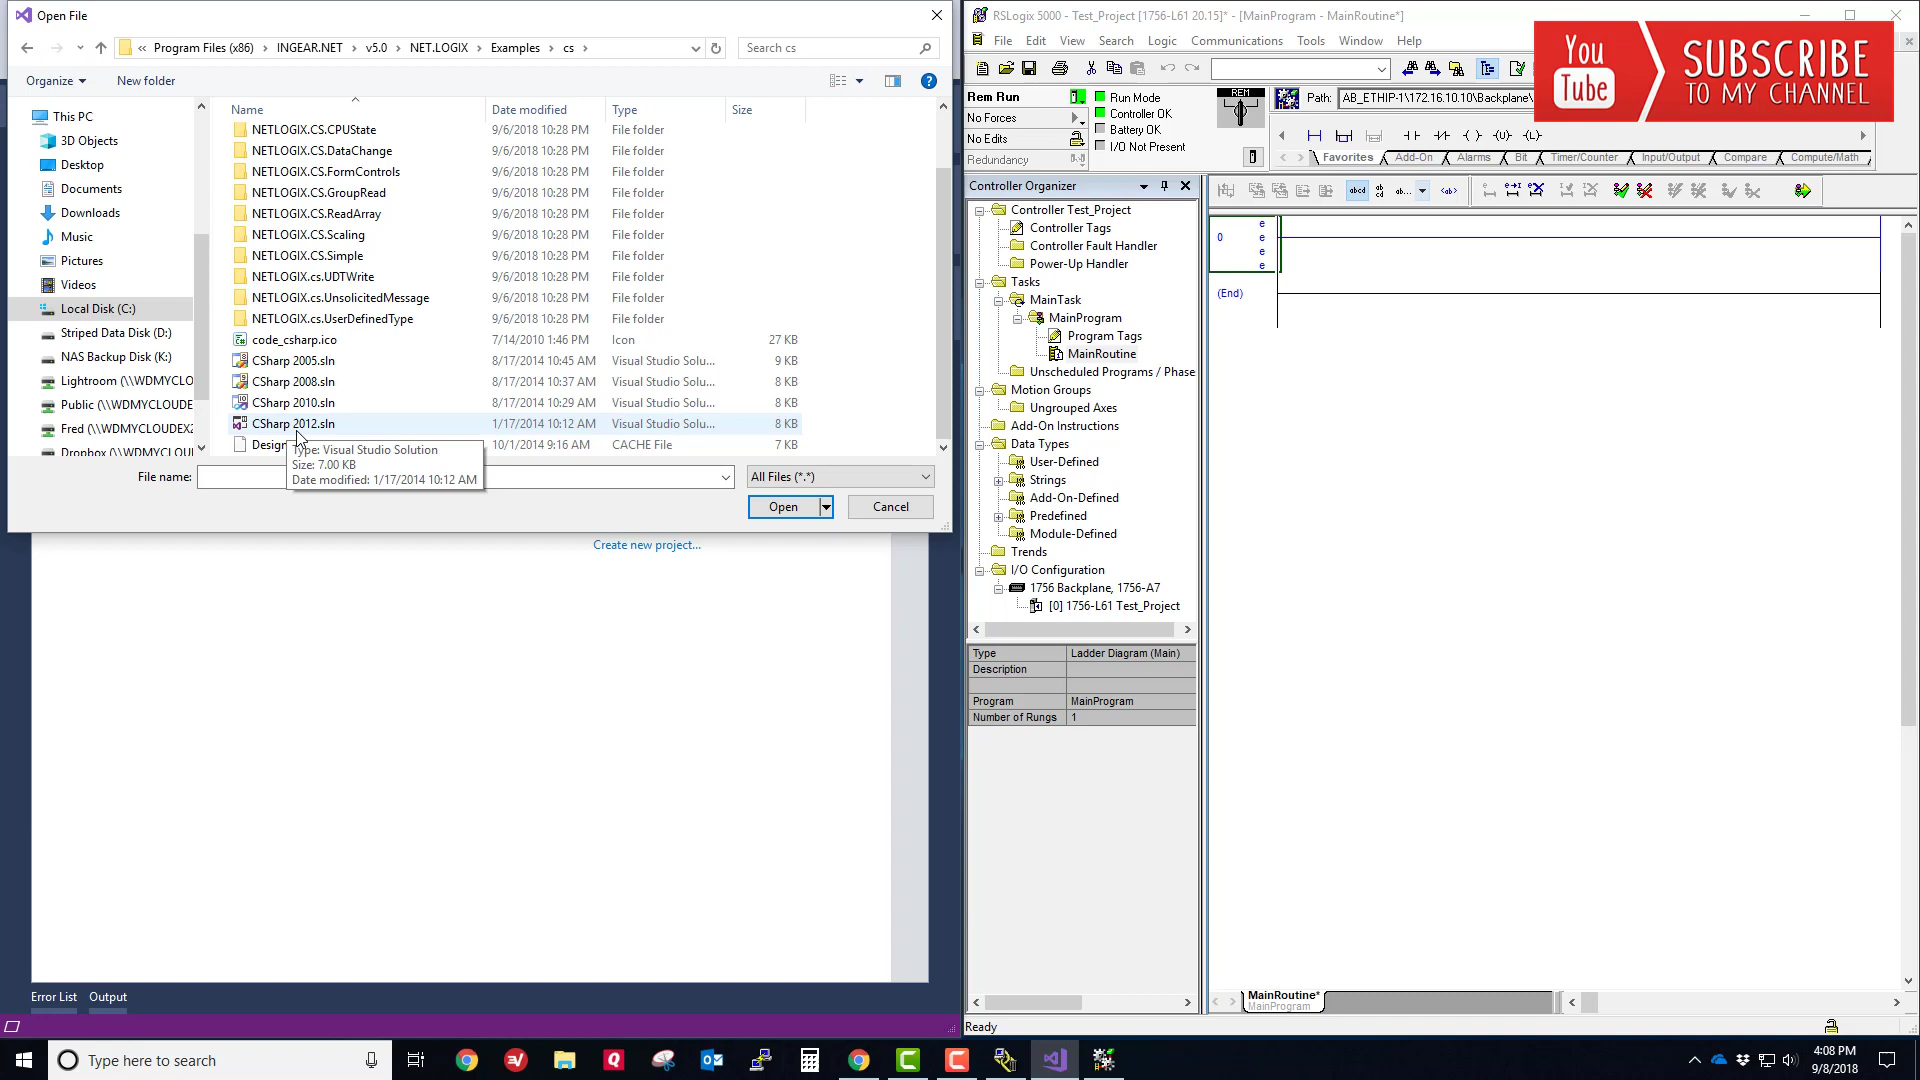 Open File
« Program Files (x86) > INGEAR.NET > v5.0 > NET.LOGIX > Examples > cs >
Search cs
Organize
New folder
Name
Date modified
Type
Size
This PC
3D Objects
Desktop
Documents
Downloads
Music
Pictures
Videos
Local Disk (C:)
Striped Data Disk (D:)
NAS Backup Disk (K:)
Lightroom (\\WDMYCLO
Public (\\WDMYCLOUDE
Fred (\\WDMYCLOUDEX2
Dropbox (\\WDMYCLOUD
NETLOGIX.CS.CPUState 9/6/2018 10:28 PM File folder
NETLOGIX.CS.DataChange 9/6/2018 10:28 PM File folder
NETLOGIX.CS.FormControls 9/6/2018 10:28 PM File folder
NETLOGIX.CS.GroupRead 9/6/2018 10:28 PM File folder
NETLOGIX.CS.ReadArray 9/6/2018 10:28 PM File folder
NETLOGIX.CS.Scaling 9/6/2018 10:28 PM File folder
NETLOGIX.CS.Simple 9/6/2018 10:28 PM File folder
NETLOGIX.cs.UDTWrite 9/6/2018 10:28 PM File folder
NETLOGIX.cs.UnsolicitedMessage 9/6/2018 10:28 PM File folder
NETLOGIX.cs.UserDefinedType 9/6/2018 10:28 PM File folder
code_csharp.ico 7/14/2010 1:46 PM Icon 27 KB
CSharp 2005.sln 8/17/2014 10:45 AM Visual Studio Solu... 9 KB
CSharp 2008.sln 8/17/2014 10:37 AM Visual Studio Solu... 8 KB
CSharp 2010.sln 8/17/2014 10:29 AM Visual Studio Solu... 8 KB
CSharp 2012.sln 1/17/2014 10:12 AM Visual Studio Solu... 8 KB
Design 10/1/2014 9:16 AM CACHE File 7 KB
Type: Visual Studio Solution
Size: 7.00 KB
Date modified: 1/17/2014 10:12 AM
File name:
All Files (*.*)
Open
Cancel
Create new project...
Error List
Output
RSLogix 5000 - Test_Project [1756-L61 20.15]* - [MainProgram - MainRoutine*]
File Edit View Search Logic Communications Tools Window Help
Rem Run
No Forces
No Edits
Redundancy
Run Mode
Controller OK
Battery OK
I/O Not Present
REM
Path: AB_ETHIP-1\172.16.10.10\Backplane\
Favorites Add-On Alarms Bit Timer/Counter Input/Output Compare Compute/Math
You
Tube
SUBSCRIBE
TO MY CHANNEL
Controller Organizer
Controller Test_Project
Controller Tags
Controller Fault Handler
Power-Up Handler
Tasks
MainTask
MainProgram
Program Tags
MainRoutine
Unscheduled Programs / Phase
Motion Groups
Ungrouped Axes
Add-On Instructions
Data Types
User-Defined
Strings
Add-On-Defined
Predefined
Module-Defined
Trends
I/O Configuration
1756 Backplane, 1756-A7
[0] 1756-L61 Test_Project
Type Ladder Diagram (Main)
Description
Program MainProgram
Number of Rungs 1
e
0 e
e
e
(End)
MainRoutine*
MainProgram
Ready
Type here to search
4:08 PM
9/8/2018